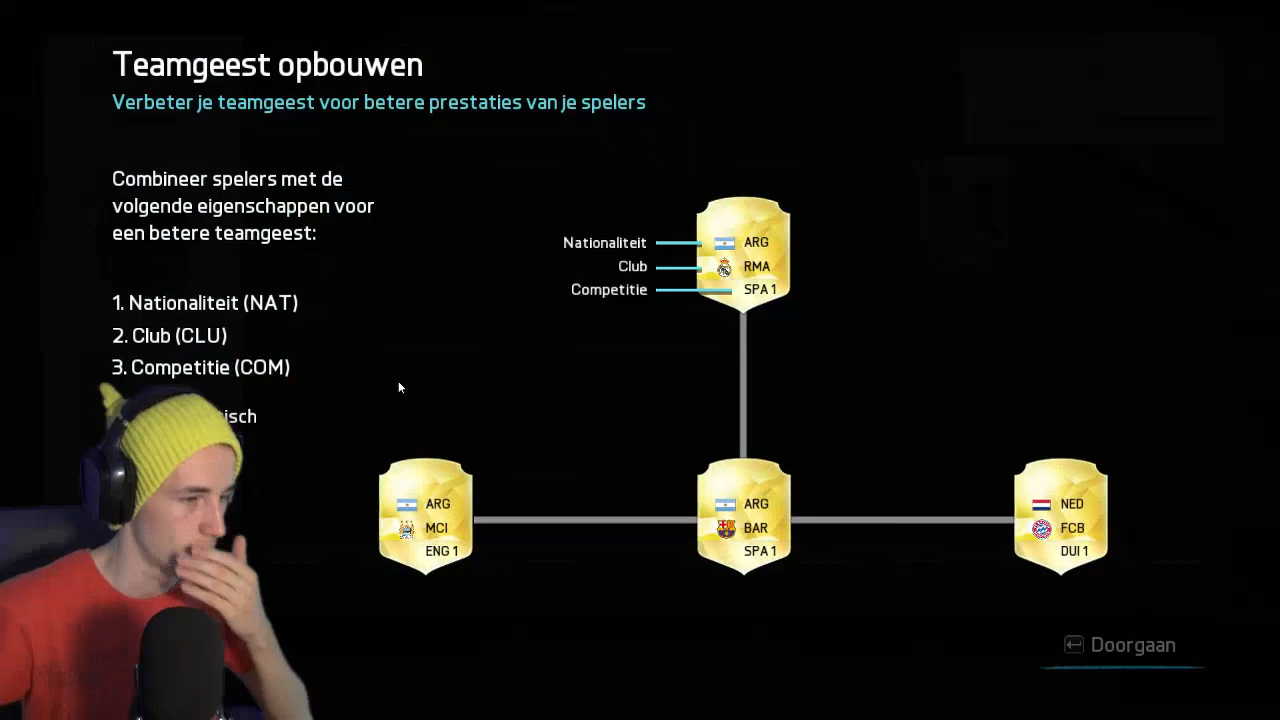 Teamgeest opbouwen
Verbeter je teamgeest voor betere prestaties van je spelers
Combineer spelers met de
volgende eigenschappen voor
een betere teamgeest:
1. Nationaliteit (NAT)
2. Club (CLU)
3. Competitie (COM)
Nationaliteit
Club
Competitie
ARG
RMA
SPA 1
ARG
MCI
ENG 1
ARG
BAR
SPA 1
NED
FCB
DUI 1
Doorgaan